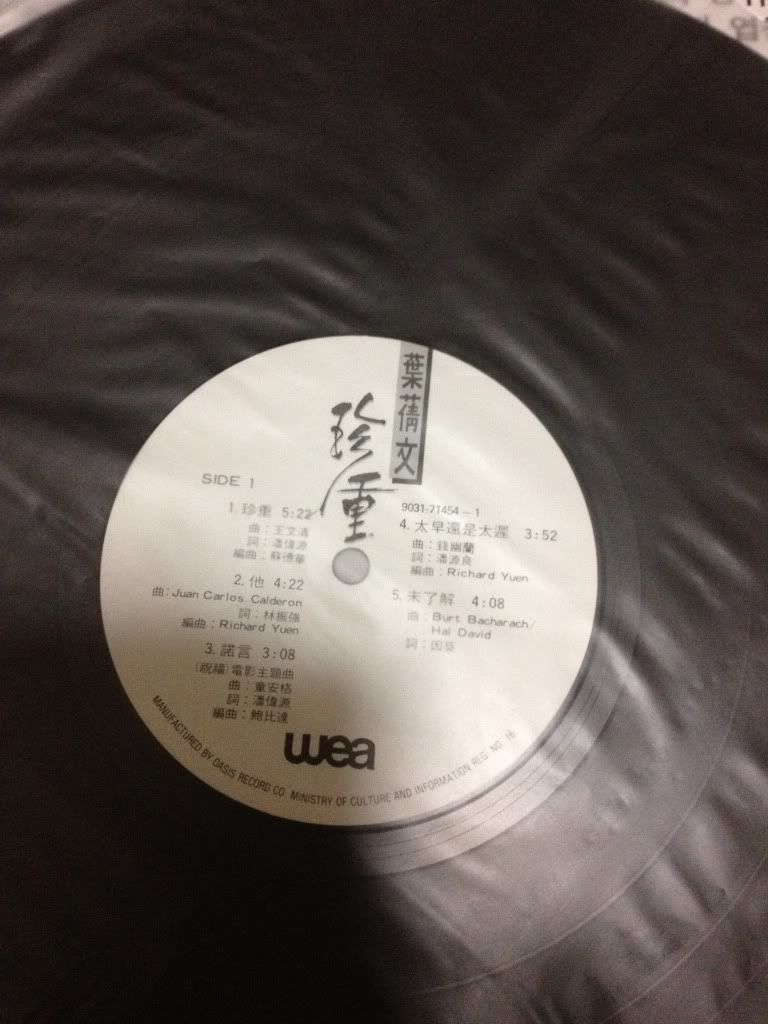 葉蒨文
珍重
SIDE 1
1. 珍重 5:22
曲：王文清
詞：潘偉源
編曲：蘇德華
2. 他 4:22
曲：Juan Carlos. Calderon
詞：林振強
編曲：Richard Yuen
3. 諾言 3:08
(祝福)電影主題曲
曲：童安格
詞：潘偉源
編曲：鮑比達
9031-71454-1
4. 太早還是太遲 3:52
曲：錢幽蘭
詞：潘源良
編曲：Richard Yuen
5. 未了解 4:08
曲：Burt Bacharach/
Hal David
詞：因葵
wea
MANUFACTURED BY OASIS RECORD CO. MINISTRY OF CULTURE AND INFORMATION REG. NO. 16